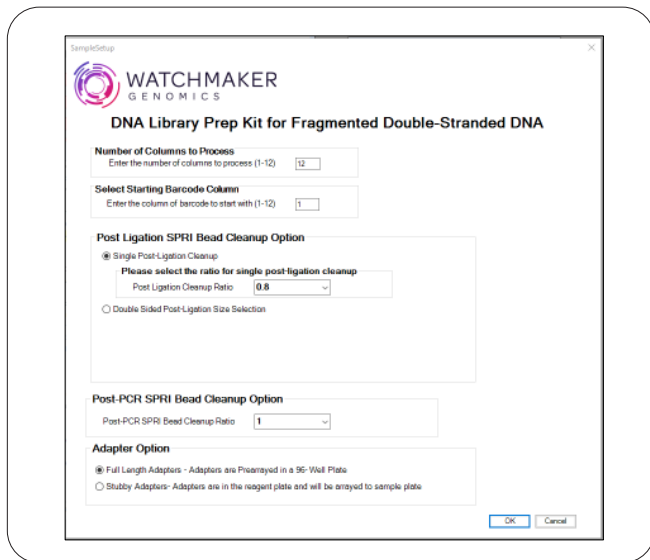 SampleSetup
WATCHMAKER
GENOMICS
DNA Library Prep Kit for Fragmented Double-Stranded DNA
Number of Columns to Process
Enter the number of columns to process (1-12) 12
Select Starting Barcode Column
Enter the column of barcode to start with (1-12) 1
Post Ligation SPRI Bead Cleanup Option
Single Post-Ligation Cleanup
Please select the ratio for single post-ligation cleanup
Post Ligation Cleanup Ratio 0.8
Double Sided Post-Ligation Size Selection
Post-PCR SPRI Bead Cleanup Option
Post-PCR SPRI Bead Cleanup Ratio 1
Adapter Option
Full Length Adapters - Adapters are Prearrayed in a 96- Well Plate
Stubby Adapters- Adapters are in the reagent plate and will be arrayed to sample plate
OK Cancel